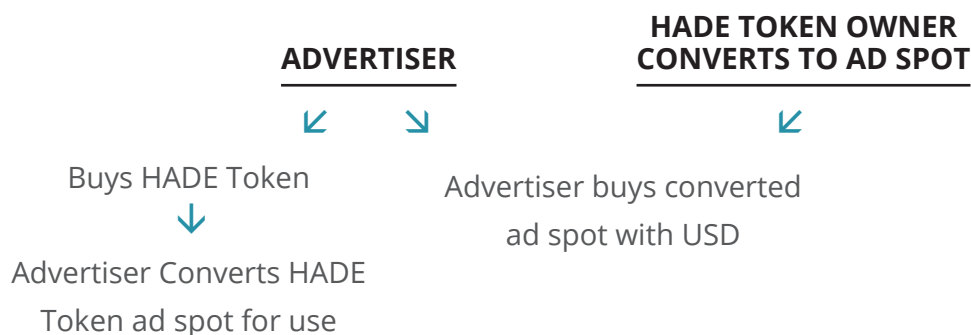 ADVERTISER
HADE TOKEN OWNER
CONVERTS TO AD SPOT
Buys HADE Token
Advertiser Converts HADE
Token ad spot for use
Advertiser buys converted
ad spot with USD